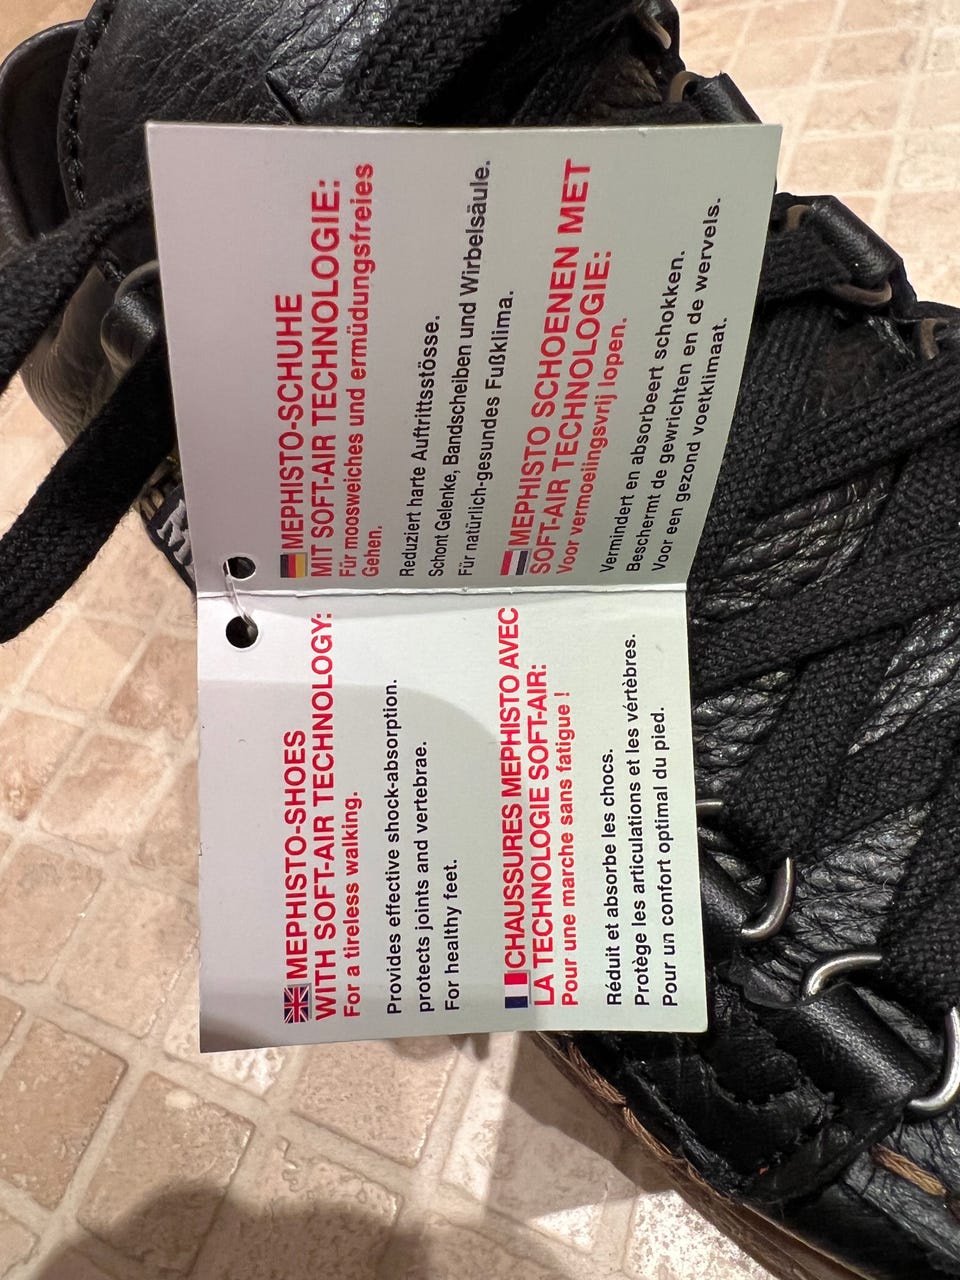 MEPHISTO-SHOES
WITH SOFT-AIR TECHNOLOGY:
For a tireless walking.
Provides effective shock-absorption.
protects joints and vertebrae.
For healthy feet.
CHAUSSURES MEPHISTO AVEC
LA TECHNOLOGIE SOFT-AIR:
Pour une marche sans fatigue !
Réduit et absorbe les chocs.
Protège les articulations et les vértèbres.
Pour un confort optimal du pied.
MEPHISTO-SCHUHE
MIT SOFT-AIR TECHNOLOGIE:
Für moosweiches und ermüdungsfreies
Gehen.
Reduziert harte Auftrittsstösse.
Schont Gelenke, Bandscheiben und Wirbelsäule.
Für natürlich-gesundes Fußklima.
MEPHISTO SCHOENEN MET
SOFT-AIR TECHNOLOGIE:
Voor vermoeiingsvrij lopen.
Vermindert en absorbeert schokken.
Beschermt de gewrichten en de wervels.
Voor een gezond voetklimaat.